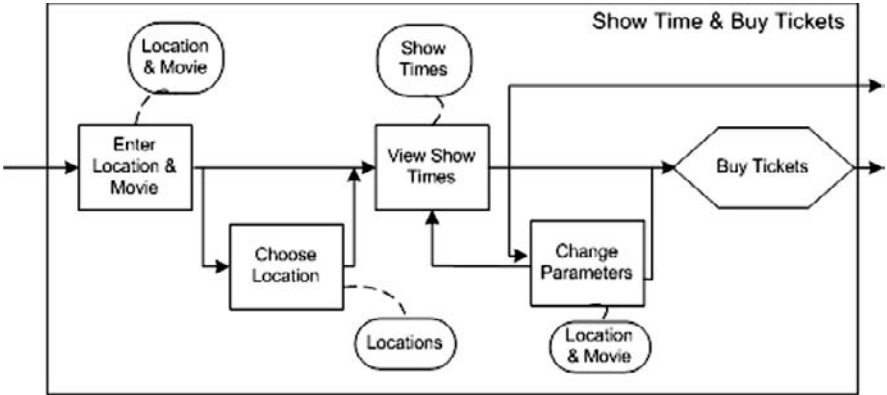 Show Time & Buy Tickets
Location
& Movie
Show
Times
Enter
Location &
Movie
View Show
Times
Buy Tickets
Choose
Location
Change
Parameters
Locations
Location
& Movie